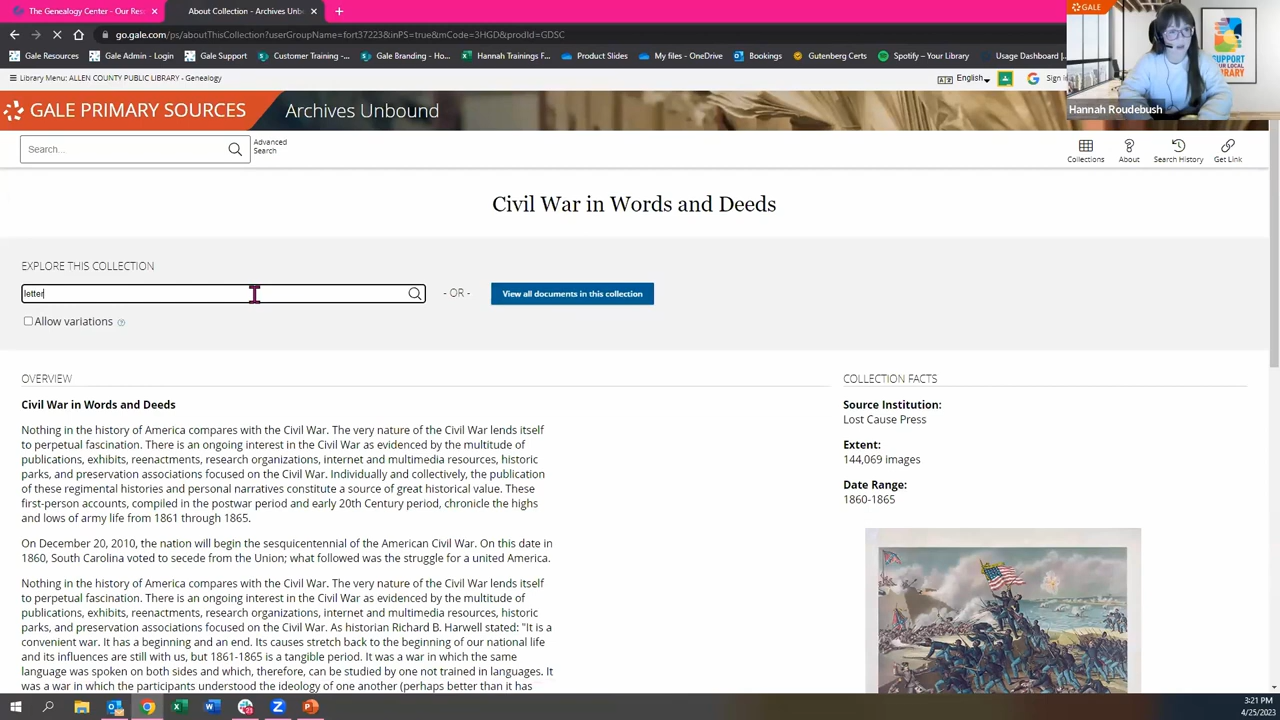 The Genealogy Center - Our Res
About Collection - Archives Unbo
go.gale.com/ps/aboutThisCollection?userGroupName=fort37223&inPS=true&mCode=3HGD&prodId=GDSC
Gale Resources
Gale Admin - Login
Gale Support
Customer Training -...
Gale Branding - Ho...
Hannah Trainings F...
Product Slides
My files - OneDrive
Bookings
Gutenberg Certs
Spotify – Your Library
Usage Dashboard |
GALE
SUPPORT
YOUR LOCAL
LIBRARY
Hannah Roudebush
Library Menu: ALLEN COUNTY PUBLIC LIBRARY - Genealogy
English
Sign in
GALE PRIMARY SOURCES
Archives Unbound
Search...
Advanced
Search
Collections
About
Search History
Get Link
Civil War in Words and Deeds
EXPLORE THIS COLLECTION
letter
- OR -
View all documents in this collection
Allow variations
OVERVIEW
Civil War in Words and Deeds
Nothing in the history of America compares with the Civil War. The very nature of the Civil War lends itself
to perpetual fascination. There is an ongoing interest in the Civil War as evidenced by the multitude of
publications, exhibits, reenactments, research organizations, internet and multimedia resources, historic
parks, and preservation associations focused on the Civil War. Individually and collectively, the publication
of these regimental histories and personal narratives constitute a source of great historical value. These
first-person accounts, compiled in the postwar period and early 20th Century period, chronicle the highs
and lows of army life from 1861 through 1865.
On December 20, 2010, the nation will begin the sesquicentennial of the American Civil War. On this date in
1860, South Carolina voted to secede from the Union; what followed was the struggle for a united America.
Nothing in the history of America compares with the Civil War. The very nature of the Civil War lends itself
to perpetual fascination. There is an ongoing interest in the Civil War as evidenced by the multitude of
publications, exhibits, reenactments, research organizations, internet and multimedia resources, historic
parks, and preservation associations focused on the Civil War. As historian Richard B. Harwell stated: "It is a
convenient war. It has a beginning and an end. Its causes stretch back to the beginning of our national life
and its influences are still with us, but 1861-1865 is a tangible period. It was a war in which the same
language was spoken on both sides and which, therefore, can be studied by one not trained in languages. It
was a war in which the participants understood the ideology of one another (perhaps better than it has
COLLECTION FACTS
Source Institution:
Lost Cause Press
Extent:
144,069 images
Date Range:
1860-1865
3:21 PM
4/25/2023